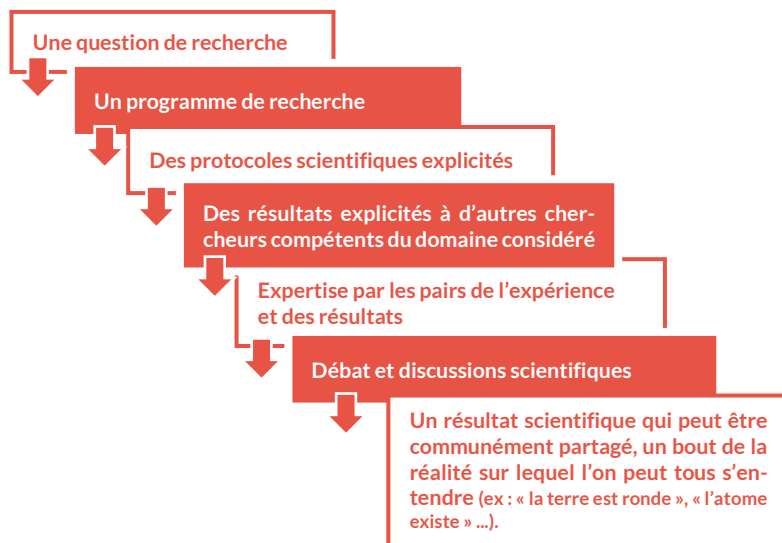 Une question de recherche
Un programme de recherche
Des protocoles scientifiques explicités
Des résultats explicités à d’autres cher-
cheurs compétents du domaine considéré
Expertise par les pairs de l’expérience
et des résultats
Débat et discussions scientifiques
Un résultat scientifique qui peut être
communément partagé, un bout de la
réalité sur lequel l’on peut tous s’en-
tendre (ex : « la terre est ronde », « l’atome
existe » ...).